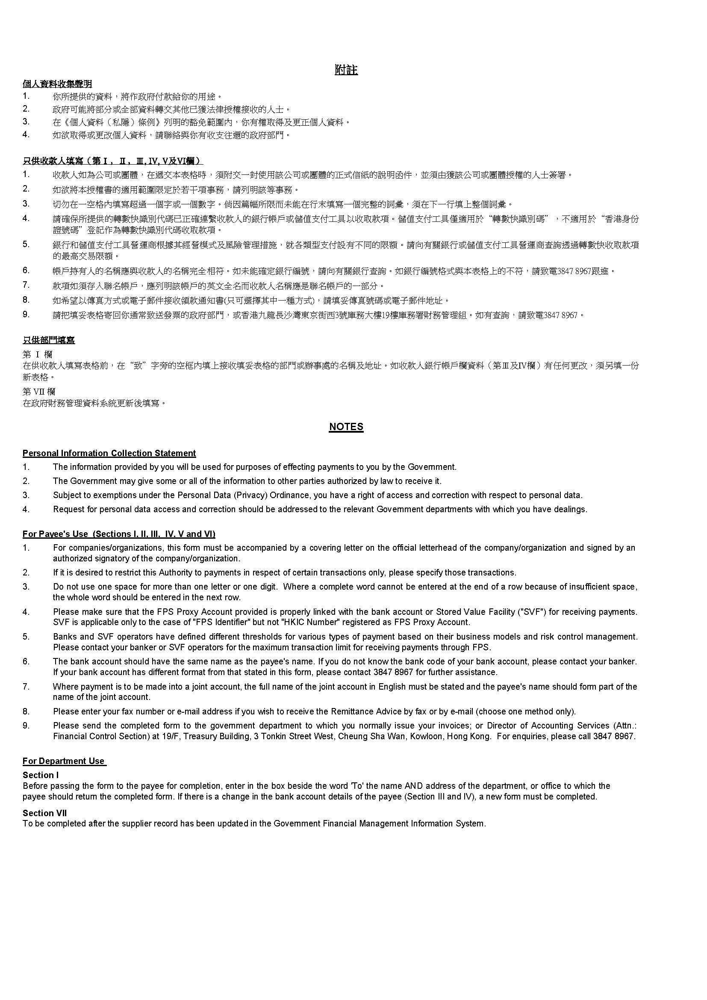 附註
個人資料收集聲明
1. 你所提供的資料，將作政府付款給你的用途。
2. 政府可能將部分或全部資料轉交其他已獲法律授權接收的人士。
3. 在《個人資料（私隱）條例》列明的豁免範圍內，你有權取得及更正個人資料。
4. 如欲取得或更改個人資料，請聯絡與你有收支往還的政府部門。
只供收款人填寫（第Ⅰ，Ⅱ，Ⅲ, IV, V及VI欄）
1. 收款人如為公司或團體，在遞交本表格時，須附交一封使用該公司或團體的正式信紙的說明函件，並須由獲該公司或團體授權的人士簽署。
2. 如欲將本授權書的適用範圍限定於若干項事務，請列明該等事務。
3. 切勿在一空格內填寫超過一個字或一個數字。倘因篇幅所限而未能在行末填寫一個完整的詞彙，須在下一行填上整個詞彙。
4. 請確保所提供的轉數快識別代碼已正確連繫收款人的銀行帳戶或儲值支付工具以收取款項。儲值支付工具僅適用於“轉數快識別碼”，不適用於“香港身份
證號碼”登記作為轉數快識別代碼收取款項。
5. 銀行和儲值支付工具營運商根據其經營模式及風險管理措施，就各類型支付設有不同的限額。請向有關銀行或儲值支付工具營運商查詢透過轉數快收取款項
的最高交易限額。
6. 帳戶持有人的名稱應與收款人的名稱完全相符。如未能確定銀行編號，請向有關銀行查詢。如銀行編號格式與本表格上的不符，請致電3847 8967跟進。
7. 款項如須存入聯名帳戶，應列明該帳戶的英文全名而收款人名稱應是聯名帳戶的一部分。
8. 如希望以傳真方式或電子郵件接收領款通知書(只可選擇其中一種方式)，請填妥傳真號碼或電子郵件地址。
9. 請把填妥表格寄回你通常致送發票的政府部門，或香港九龍長沙灣東京街西3號庫務大樓19樓庫務署財務管理組。如有查詢，請致電3847 8967。
只供部門填寫
第 Ⅰ 欄
在供收款人填寫表格前，在“致”字旁的空框內填上接收填妥表格的部門或辦事處的名稱及地址。如收款人銀行帳戶欄資料（第Ⅲ及IV欄）有任何更改，須另填一份
新表格。
第 VII 欄
在政府財務管理資料系統更新後填寫。
NOTES
Personal Information Collection Statement
1. The information provided by you will be used for purposes of effecting payments to you by the Government.
2. The Government may give some or all of the information to other parties authorized by law to receive it.
3. Subject to exemptions under the Personal Data (Privacy) Ordinance, you have a right of access and correction with respect to personal data.
4. Request for personal data access and correction should be addressed to the relevant Government departments with which you have dealings.
For Payee's Use (Sections I, II, III, IV, V and VI)
1. For companies/organizations, this form must be accompanied by a covering letter on the official letterhead of the company/organization and signed by an
authorized signatory of the company/organization.
2. If it is desired to restrict this Authority to payments in respect of certain transactions only, please specify those transactions.
3. Do not use one space for more than one letter or one digit. Where a complete word cannot be entered at the end of a row because of insufficient space,
the whole word should be entered in the next row.
4. Please make sure that the FPS Proxy Account provided is properly linked with the bank account or Stored Value Facility ("SVF") for receiving payments.
SVF is applicable only to the case of "FPS Identifier" but not "HKIC Number" registered as FPS Proxy Account.
5. Banks and SVF operators have defined different thresholds for various types of payment based on their business models and risk control management.
Please contact your banker or SVF operators for the maximum transaction limit for receiving payments through FPS.
6. The bank account should have the same name as the payee's name. If you do not know the bank code of your bank account, please contact your banker.
If your bank account has different format from that stated in this form, please contact 3847 8967 for further assistance.
7. Where payment is to be made into a joint account, the full name of the joint account in English must be stated and the payee's name should form part of the
name of the joint account.
8. Please enter your fax number or e-mail address if you wish to receive the Remittance Advice by fax or by e-mail (choose one method only).
9. Please send the completed form to the government department to which you normally issue your invoices; or Director of Accounting Services (Attn.:
Financial Control Section) at 19/F, Treasury Building, 3 Tonkin Street West, Cheung Sha Wan, Kowloon, Hong Kong. For enquiries, please call 3847 8967.
For Department Use
Section I
Before passing the form to the payee for completion, enter in the box beside the word 'To' the name AND address of the department, or office to which the
payee should return the completed form. If there is a change in the bank account details of the payee (Section III and IV), a new form must be completed.
Section VII
To be completed after the supplier record has been updated in the Government Financial Management Information System.